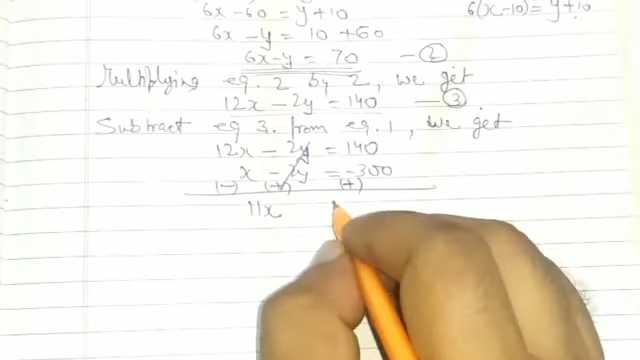 6x - 60 = y + 10
6(x - 10) = y + 10
6x - y = 10 + 60
6x - y = 70 - ②
Multiplying eq. 2 by 2, we get
12x - 2y = 140 - ③
Subtract eq 3. from eq. 1, we get
12x - 2y = 140
x - 2y = -300
(-) (+) (+)
11x